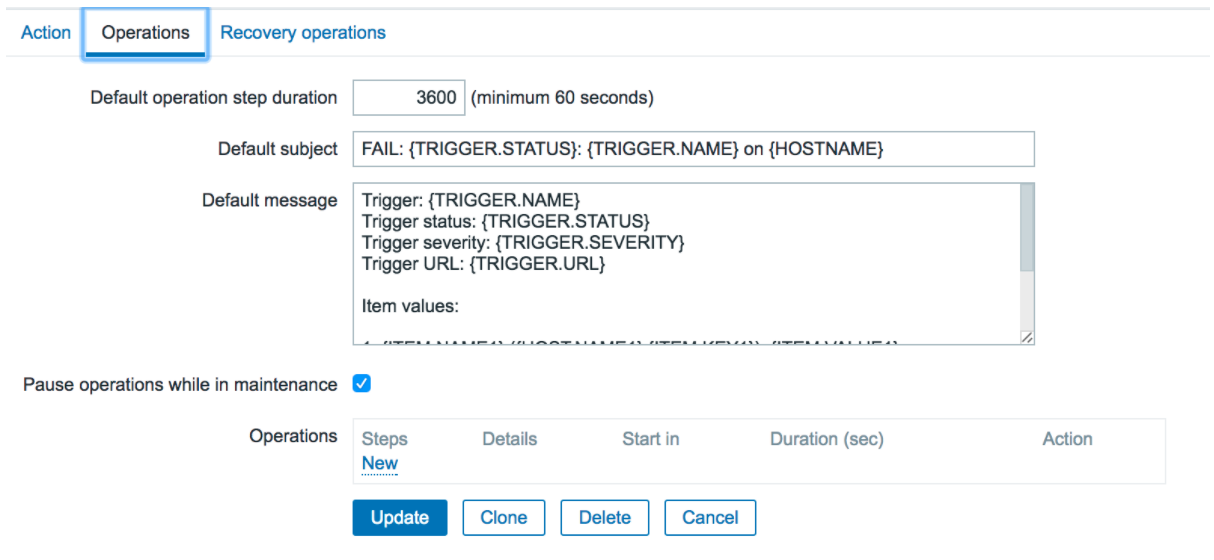 Action Operations Recovery operations
Default operation step duration 3600 (minimum 60 seconds)
Default subject FAIL: {TRIGGER.STATUS}: {TRIGGER.NAME} on {HOSTNAME}
Default message Trigger: {TRIGGER.NAME}
Trigger status: {TRIGGER.STATUS}
Trigger severity: {TRIGGER.SEVERITY}
Trigger URL: {TRIGGER.URL}
Item values:
Pause operations while in maintenance
Operations Steps Details Start in Duration (sec) Action
New
Update Clone Delete Cancel